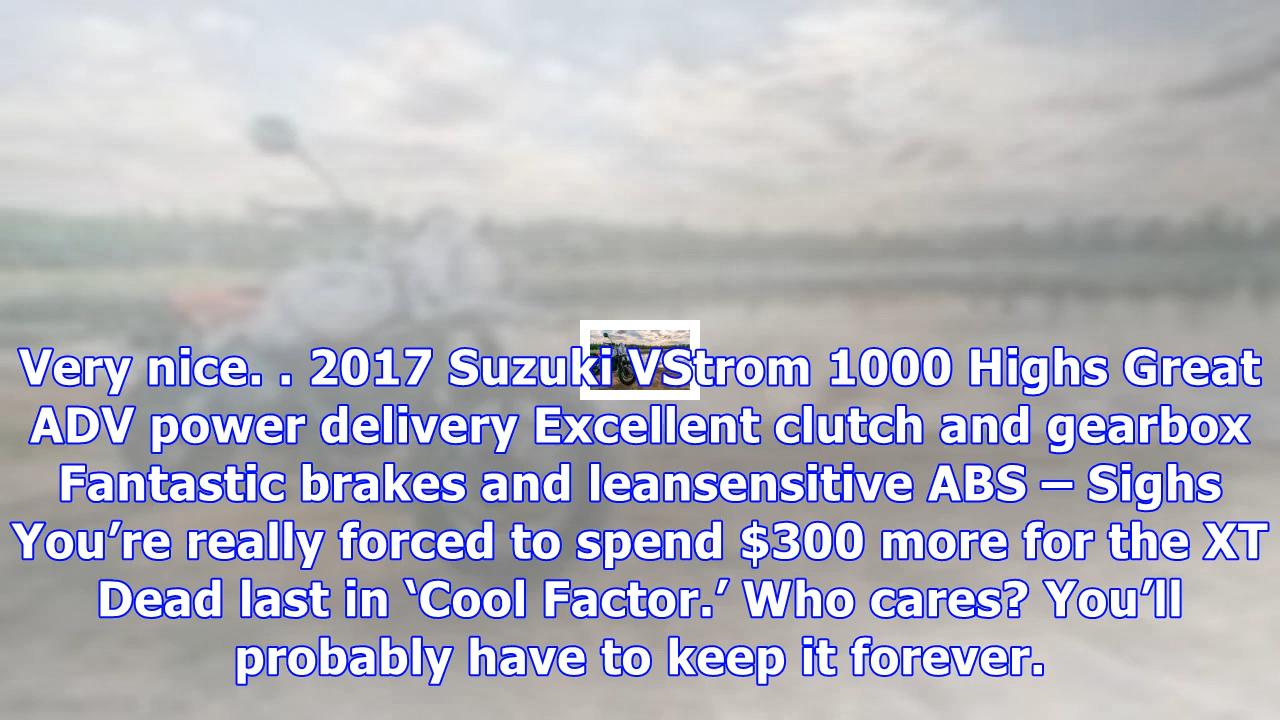 Very nice. . 2017 Suzuki VStrom 1000 Highs Great
ADV power delivery Excellent clutch and gearbox
Fantastic brakes and leansensitive ABS – Sighs
You’re really forced to spend $300 more for the XT
Dead last in ‘Cool Factor.’ Who cares? You’ll
probably have to keep it forever.